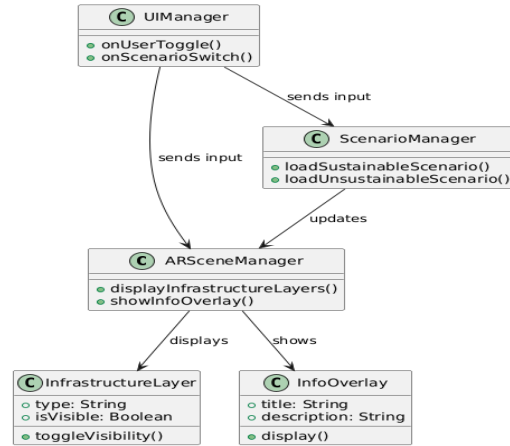 C UIManager
onUserToggle()
onScenarioSwitch()
sends input
C ScenarioManager
loadSustainableScenario()
loadUnsustainableScenario()
sends input
updates
C ARSceneManager
displayInfrastructureLayers()
showInfoOverlay()
displays
shows
C InfrastructureLayer
type: String
isVisible: Boolean
toggleVisibility()
C InfoOverlay
title: String
description: String
display()